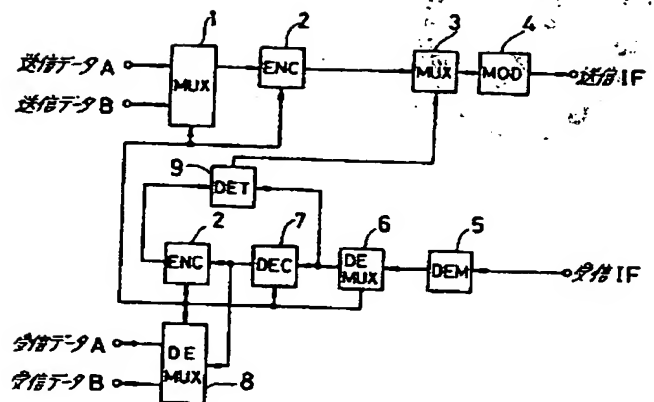 1
2
3
4
送信データA
MUX
ENC
MUX
MOD
送信IF
送信データB
9
DET
2
7
6
5
ENC
DEC
DE
MUX
DEM
受信IF
受信データA
DE
MUX
受信データB
8